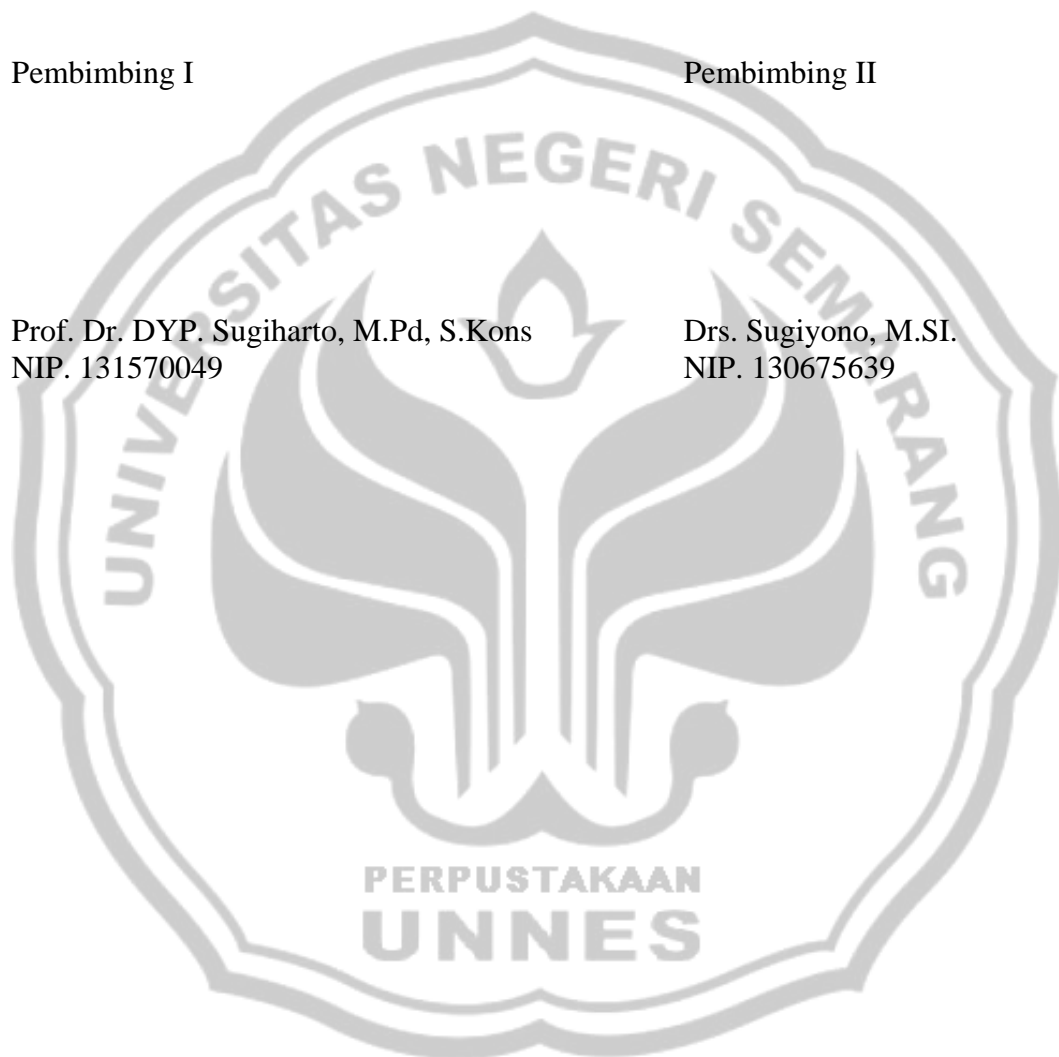 Pembimbing I
Pembimbing II
UNIVERSITAS NEGERI SEMARANG
Prof. Dr. DYP. Sugiharto, M.Pd, S.Kons
NIP. 131570049
Drs. Sugiyono, M.SI.
NIP. 130675639
PERPUSTAKAAN
UNNES